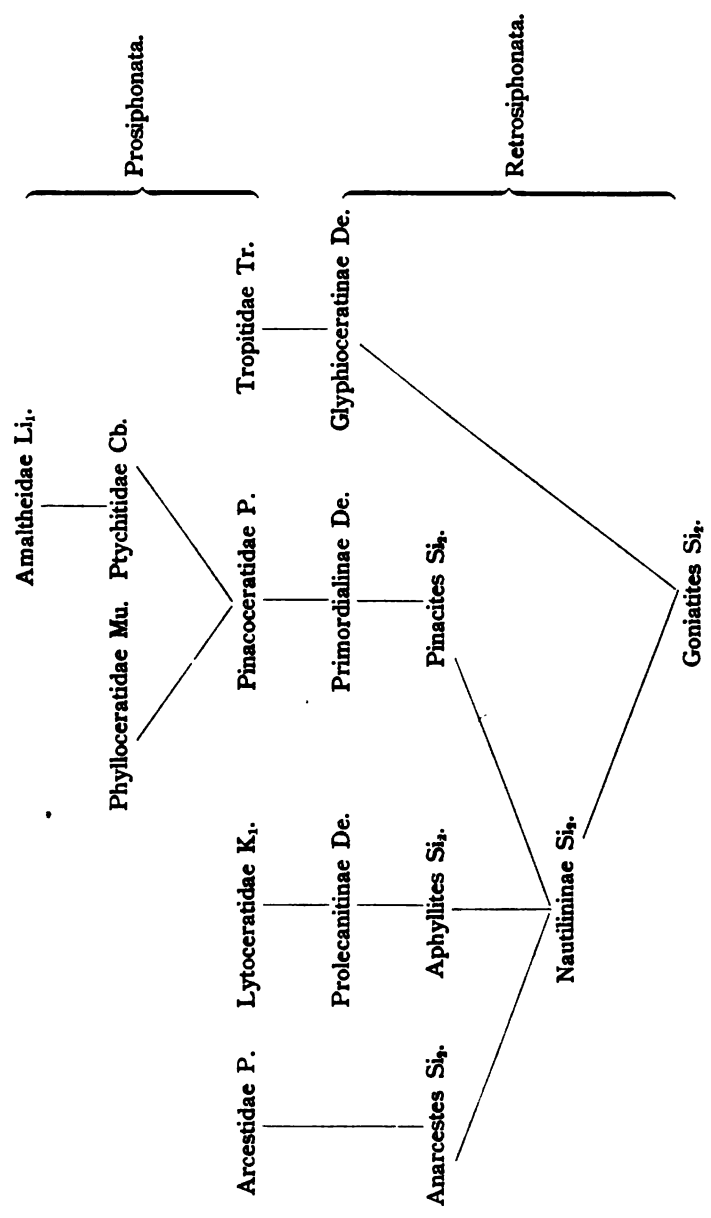 Amaltheidae Li₁.
Phylloceratidae Mu. Ptychitidae Cb.
Prosiphonata.
Arcestidae P. Lytoceratidae K₁. Pinacoceratidae P. Tropitidae Tr.
Prolecanitinae De. Primordialinae De. Glyphioceratinae De.
Anarcestes Si₂. Aphyllites Si₂. Pinacites Si₂.
Retrosiphonata.
Nautilininae Si₂.
Goniatites Si₂.